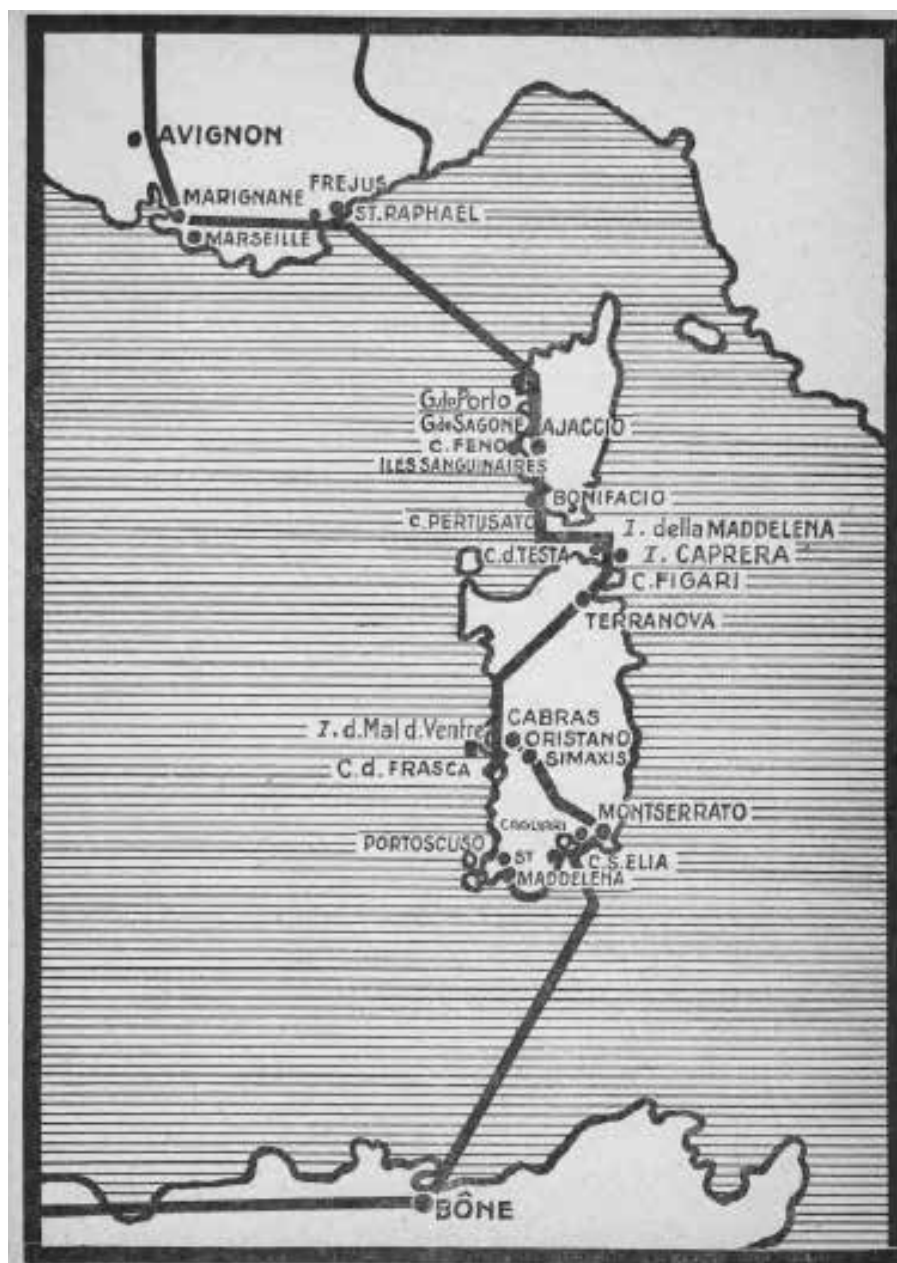 AVIGNON
FREJUS
MARIGNANE
ST. RAPHAEL
MARSEILLE
G. de Porto
G. de SAGONE
AJACCIO
C. FENO
ILES SANGUINAIRES
BONIFACIO
C. PERTUSATO
I. della MADDELENA
C. d. TESTA
I. CAPRERA
C. FIGARI
TERRANOVA
I. d. Mal d. Ventre
CABRAS
ORISTANO
SIMAXIS
C. d. FRASCA
MONTSERRATO
CAGLIARI
PORTOSCUSO
ST
MADDELENA
C. S. ELIA
BÔNE